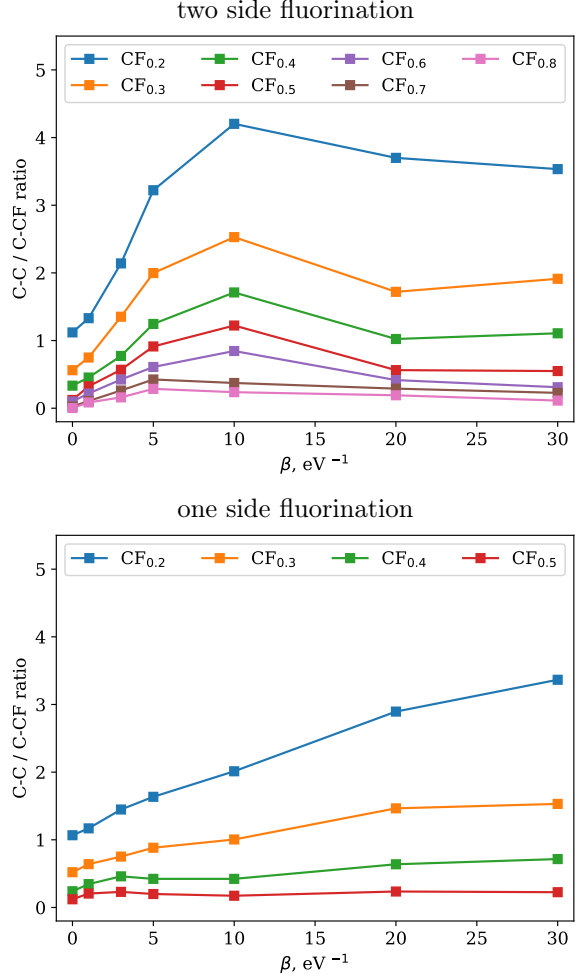 two side fluorination
CF0.2 CF0.4 CF0.6 CF0.8
CF0.3 CF0.5 CF0.7
5
4
3
2
1
0
C-C / C-CF ratio
0 5 10 15 20 25 30
β, eV −1
one side fluorination
CF0.2 CF0.3 CF0.4 CF0.5
5
4
3
2
1
0
C-C / C-CF ratio
0 5 10 15 20 25 30
β, eV −1